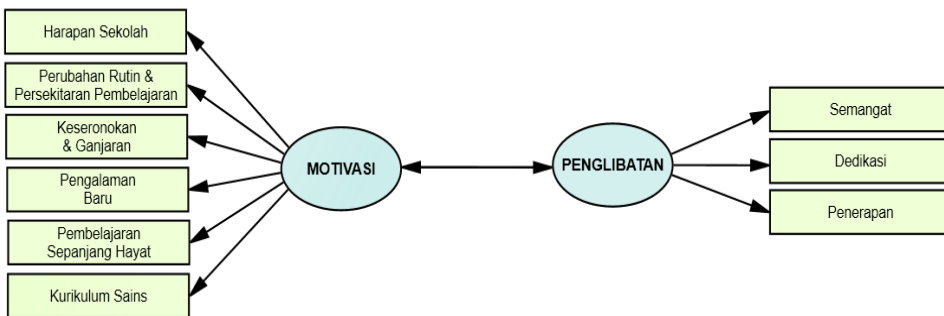 Harapan Sekolah
Perubahan Rutin &
Persekitaran Pembelajaran
Keseronokan
& Ganjaran
Pengalaman
Baru
Pembelajaran
Sepanjang Hayat
Kurikulum Sains
MOTIVASI
PENGLIBATAN
Semangat
Dedikasi
Penerapan